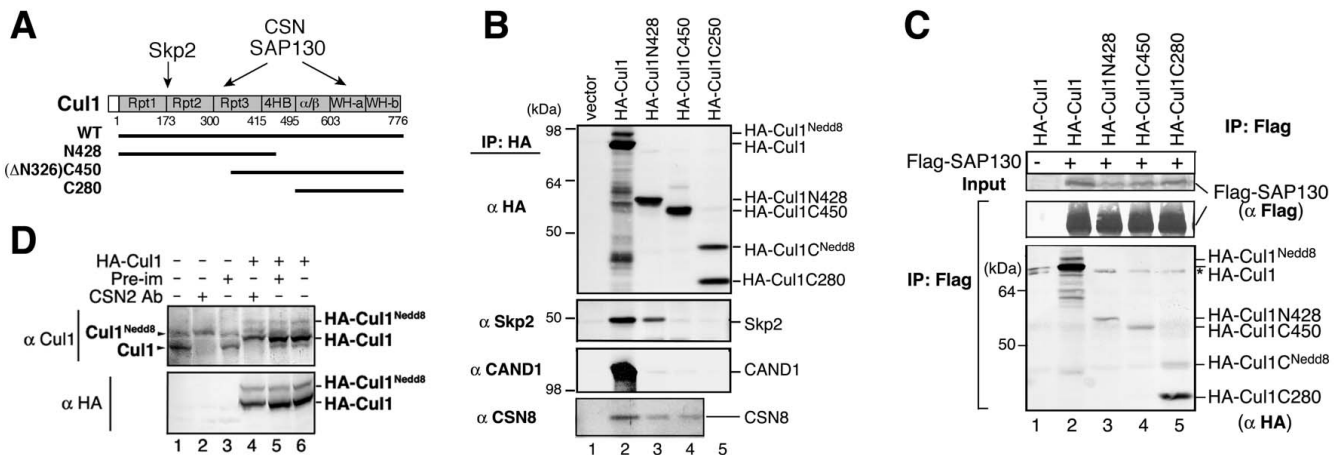 A
CSN
Skp2 SAP130
Cul1 Rpt1 Rpt2 Rpt3 4HB α/β WH-a WH-b
1 173 300 415 495 603 776
WT
N428
(ΔN326)C450
C280
B
vector
HA-Cul1
HA-Cul1N428
HA-Cul1C450
HA-Cul1C250
(kDa)
98
IP: HA
HA-Cul1Nedd8
HA-Cul1
64
α HA
HA-Cul1N428
HA-Cul1C450
50
HA-Cul1CNedd8
HA-Cul1C280
α Skp2 50 Skp2
α CAND1 CAND1
98
α CSN8 CSN8
1 2 3 4 5
C
HA-Cul1
HA-Cul1
HA-Cul1N428
HA-Cul1C450
HA-Cul1C280
IP: Flag
Flag-SAP130 - + + + +
Input
Flag-SAP130
(α Flag)
IP: Flag
(kDa)
HA-Cul1Nedd8
* HA-Cul1
64
HA-Cul1N428
HA-Cul1C450
50
HA-Cul1CNedd8
HA-Cul1C280
1 2 3 4 5 (α HA)
D
HA-Cul1 – – – + + +
Pre-im – – + – + –
CSN2 Ab – + – + – –
α Cul1
Cul1Nedd8
Cul1
HA-Cul1Nedd8
HA-Cul1
α HA
HA-Cul1Nedd8
HA-Cul1
1 2 3 4 5 6